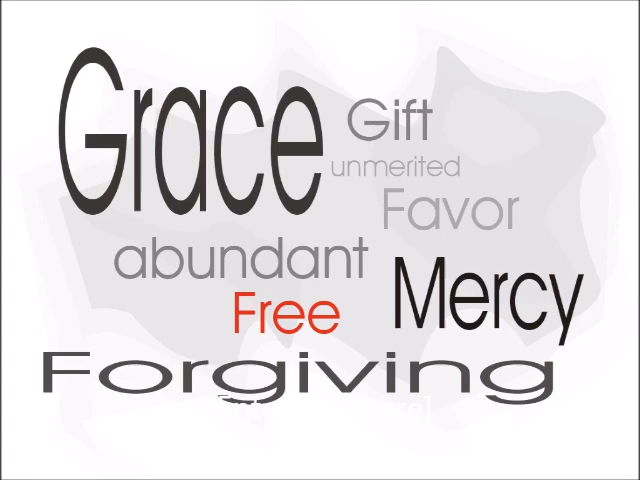 Grace
Gift
unmerited
Favor
abundant
Free
Mercy
Forgiving